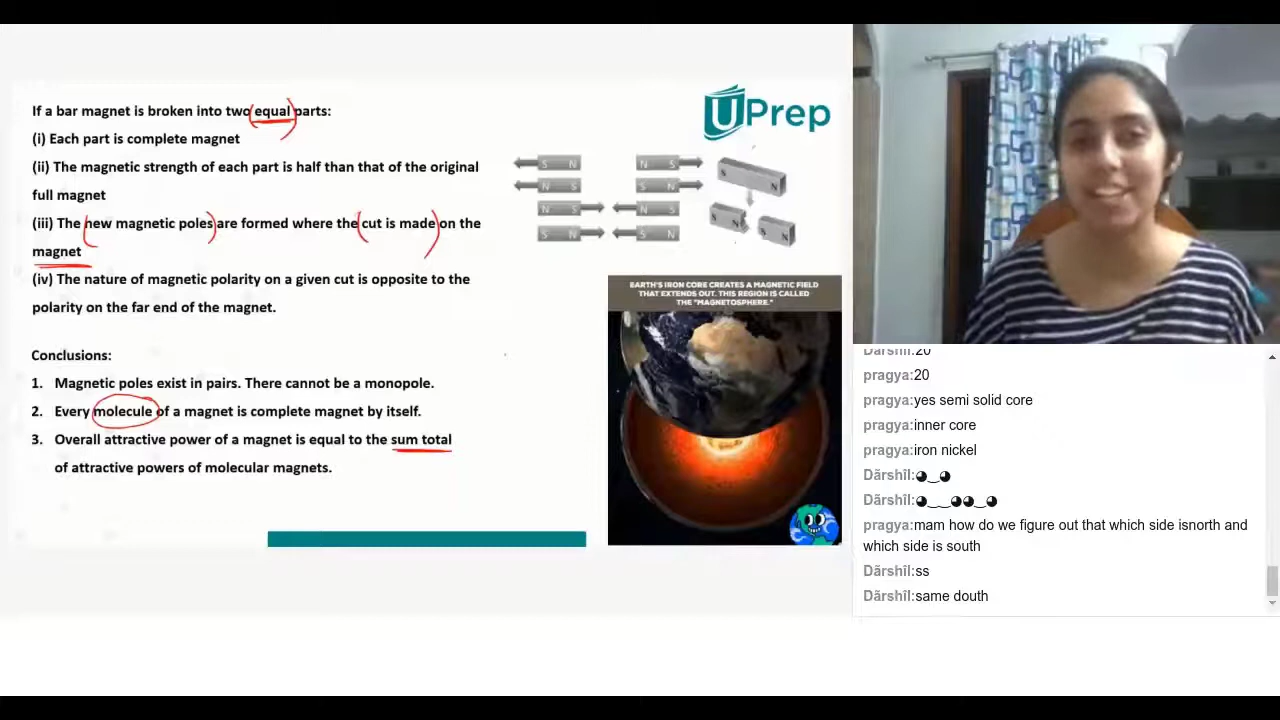 If a bar magnet is broken into two equal parts:
(i) Each part is complete magnet
(ii) The magnetic strength of each part is half than that of the original
full magnet
(iii) The new magnetic poles are formed where the cut is made on the
magnet
(iv) The nature of magnetic polarity on a given cut is opposite to the
polarity on the far end of the magnet.
Conclusions:
1. Magnetic poles exist in pairs. There cannot be a monopole.
2. Every molecule of a magnet is complete magnet by itself.
3. Overall attractive power of a magnet is equal to the sum total
of attractive powers of molecular magnets.
UPrep
S N N S
N S S N
N S N S
S N S N
S N
S N S N
EARTH'S IRON CORE CREATES A MAGNETIC FIELD
THAT EXTENDS OUT. THIS REGION IS CALLED
THE "MAGNETOSPHERE."
Dãrshïl:20
pragya:20
pragya:yes semi solid core
pragya:inner core
pragya:iron nickel
Dãrshïl:◕‿◕
Dãrshïl:◕‿‿◕◕‿◕
pragya:mam how do we figure out that which side isnorth and
which side is south
Dãrshïl:ss
Dãrshïl:same douth